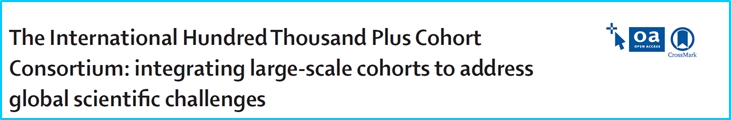 The International Hundred Thousand Plus Cohort
Consortium: integrating large-scale cohorts to address
global scientific challenges
oa
OPEN ACCESS
CrossMark